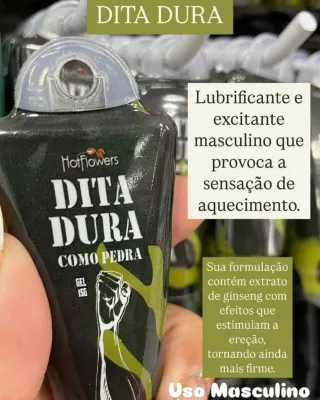 DITA DURA
Lubrificante e
excitante
masculino que
provoca a
sensação de
aquecimento.
HotFlowers
DITA
DURA
COMO PEDRA
GEL
15G
Sua formulação
contém extrato
de ginseng com
efeitos que
estimulam a
ereção,
tornando ainda
mais firme.
Uso Masculino